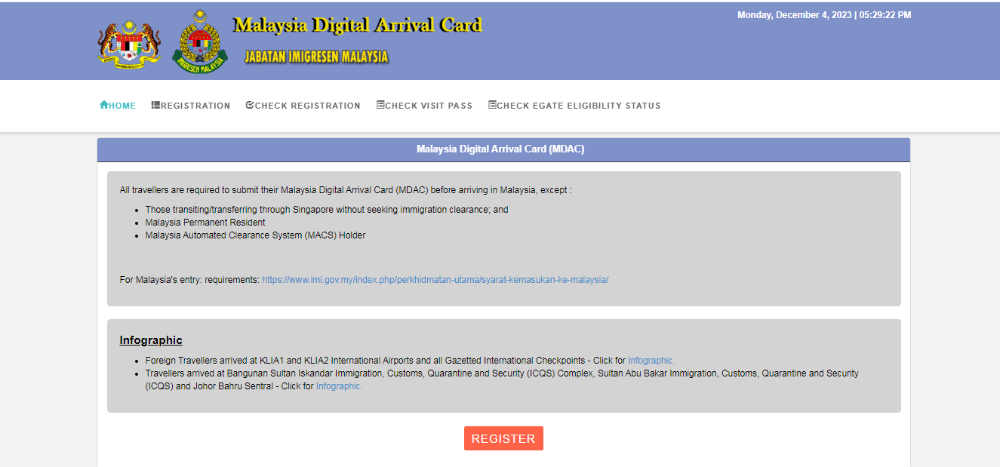 Monday, December 4, 2023 | 05:29:22 PM
Malaysia Digital Arrival Card
JABATAN IMIGRESEN MALAYSIA
IMIGRESEN MALAYSIA
HOME REGISTRATION CHECK REGISTRATION CHECK VISIT PASS CHECK EGATE ELIGIBILITY STATUS
Malaysia Digital Arrival Card (MDAC)
All travellers are required to submit their Malaysia Digital Arrival Card (MDAC) before arriving in Malaysia, except :
Those transiting/transferring through Singapore without seeking immigration clearance; and
Malaysia Permanent Resident
Malaysia Automated Clearance System (MACS) Holder
For Malaysia's entry: requirements: https://www.imi.gov.my/index.php/perkhidmatan-utama/syarat-kemasukan-ke-malaysia/
Infographic
Foreign Travellers arrived at KLIA1 and KLIA2 International Airports and all Gazetted International Checkpoints - Click for Infographic.
Travellers arrived at Bangunan Sultan Iskandar Immigration, Customs, Quarantine and Security (ICQS) Complex, Sultan Abu Bakar Immigration, Customs, Quarantine and Security
(ICQS) and Johor Bahru Sentral - Click for Infographic.
REGISTER